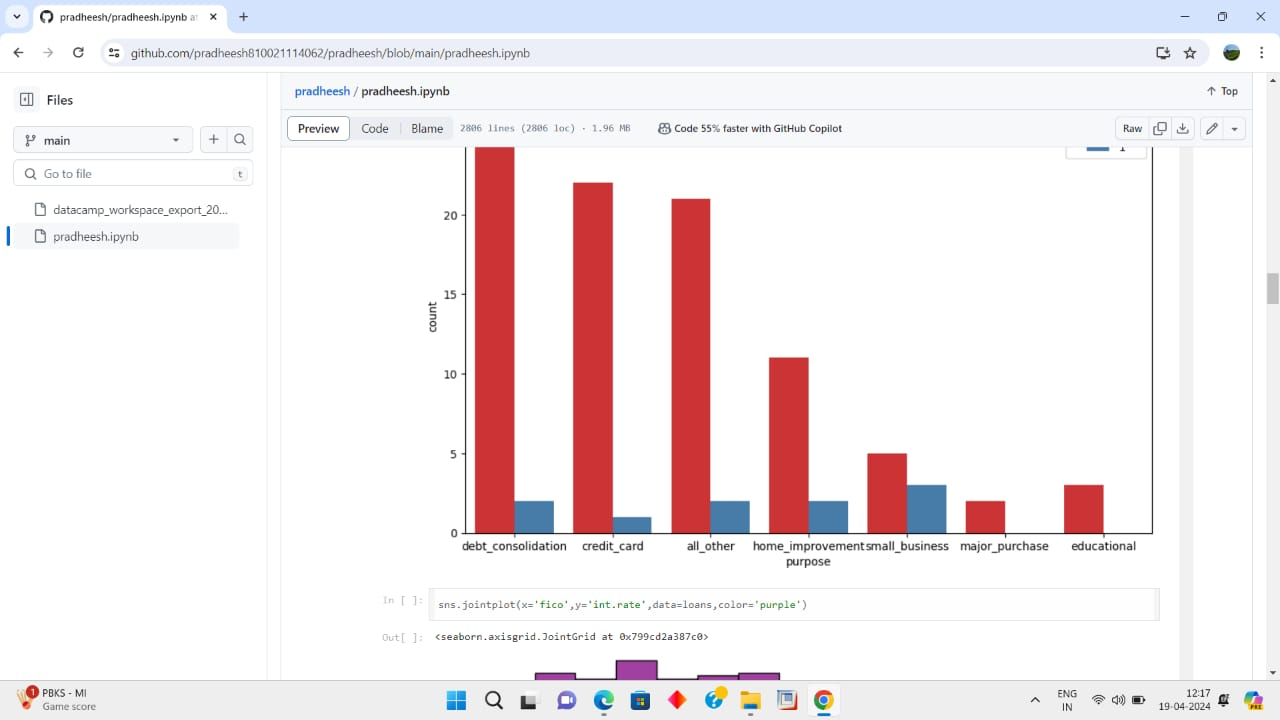 pradheesh/pradheesh.ipynb at
github.com/pradheesh810021114062/pradheesh/blob/main/pradheesh.ipynb
Files
pradheesh / pradheesh.ipynb
Top
main
Preview
Code
Blame
2806 lines (2806 loc) · 1.96 MB
Code 55% faster with GitHub Copilot
Raw
Go to file
t
datacamp_workspace_export_20...
pradheesh.ipynb
1
20
15
10
5
0
count
debt_consolidation
credit_card
all_other
home_improvement
small_business
major_purchase
educational
purpose
In [ ]:
sns.jointplot(x='fico',y='int.rate',data=loans,color='purple')
Out[ ]:
<seaborn.axisgrid.JointGrid at 0x799cd2a387c0>
1
PBKS - MI
Game score
ENG
IN
12:17
19-04-2024
PRE